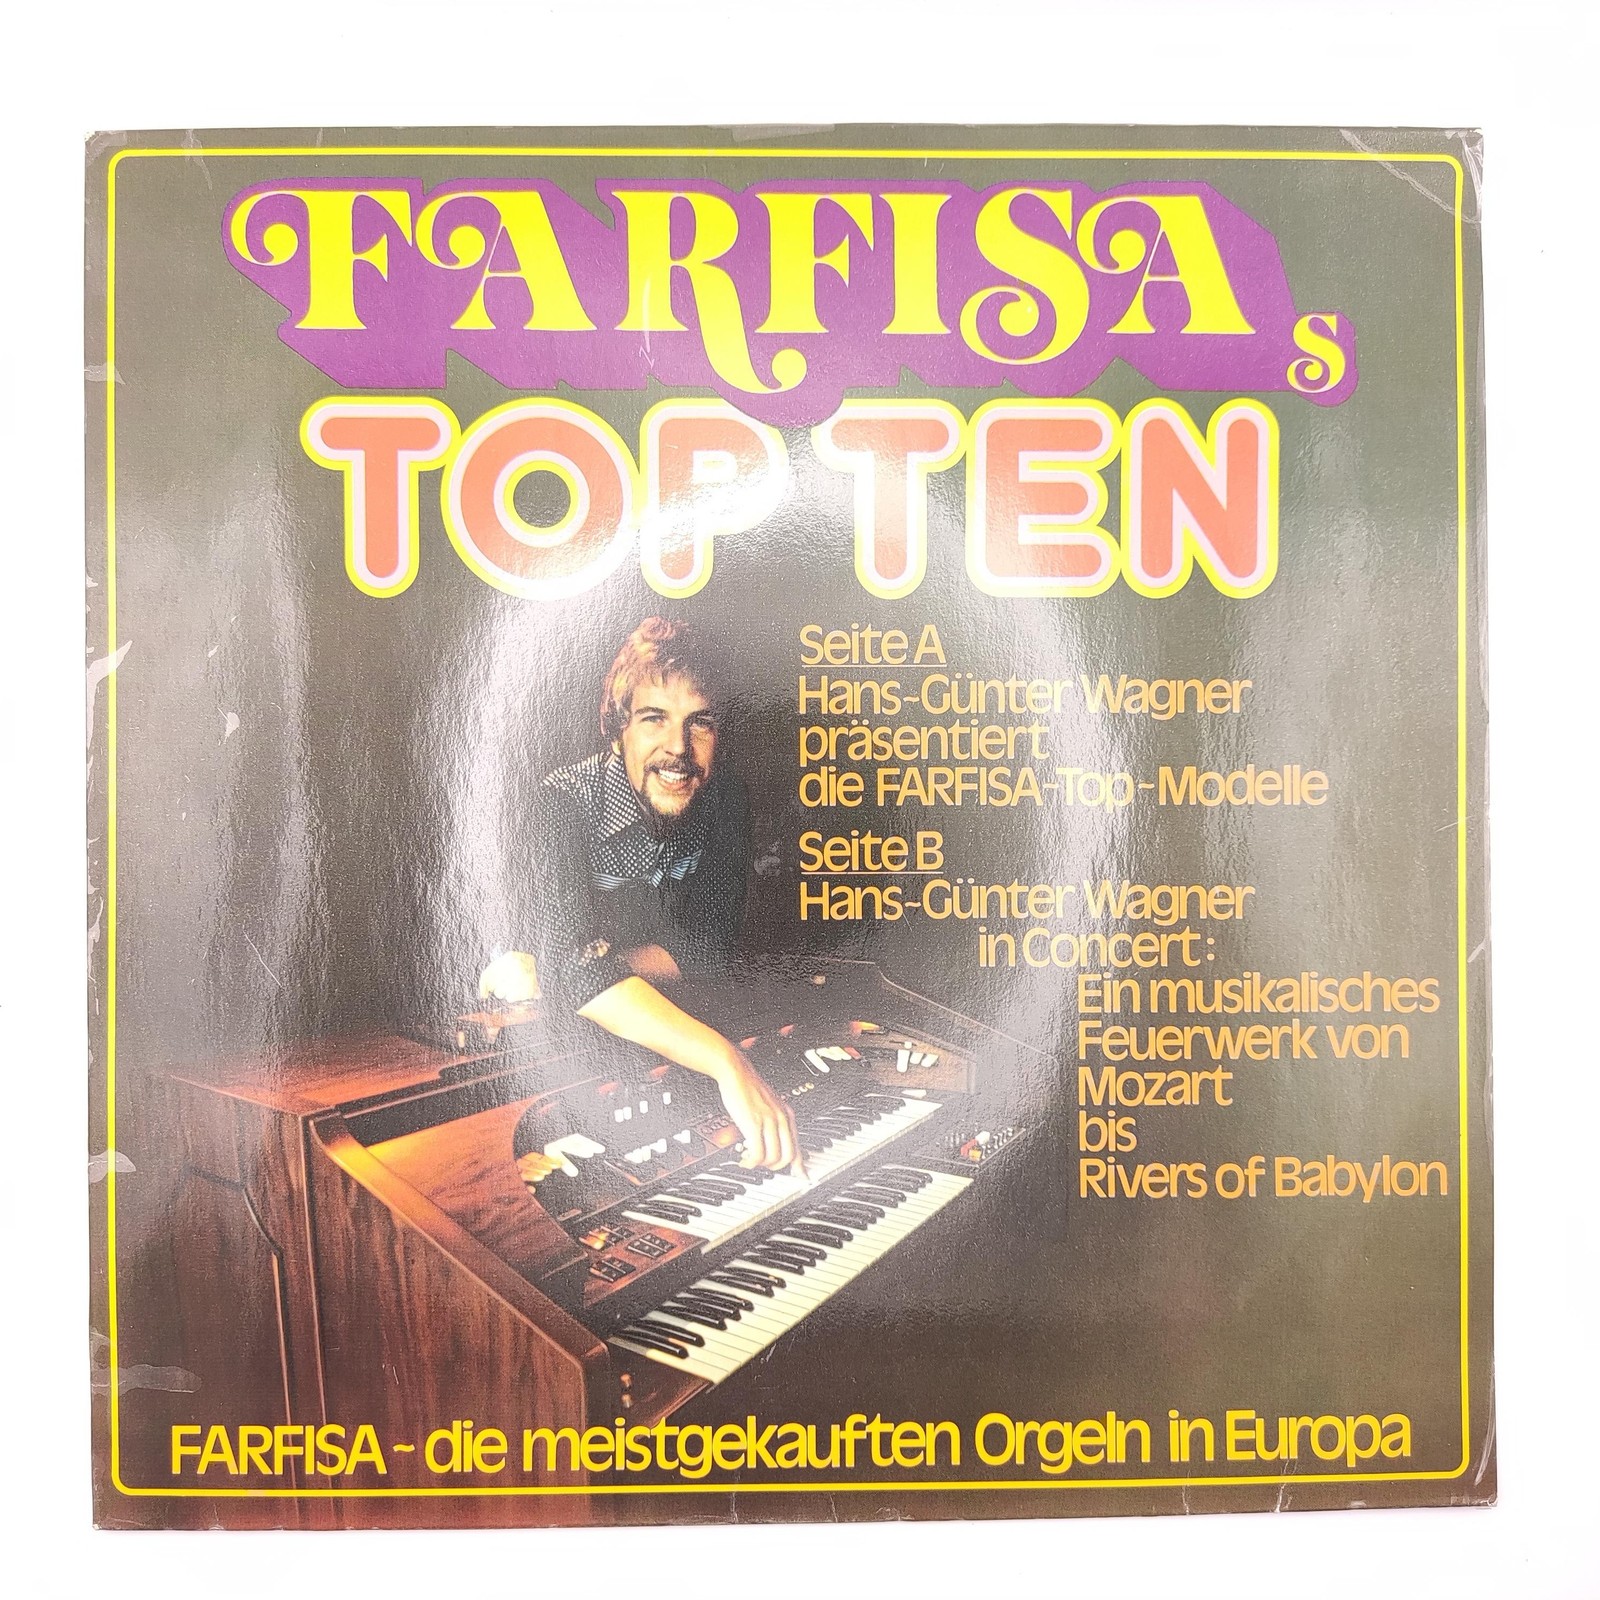 FARFISAs
TOP TEN
Seite A
Hans-Günter Wagner
präsentiert
die FARFISA-Top-Modelle
Seite B
Hans-Günter Wagner
in Concert:
Ein musikalisches
Feuerwerk von
Mozart
bis
Rivers of Babylon
FARFISA - die meistgekauften Orgeln in Europa